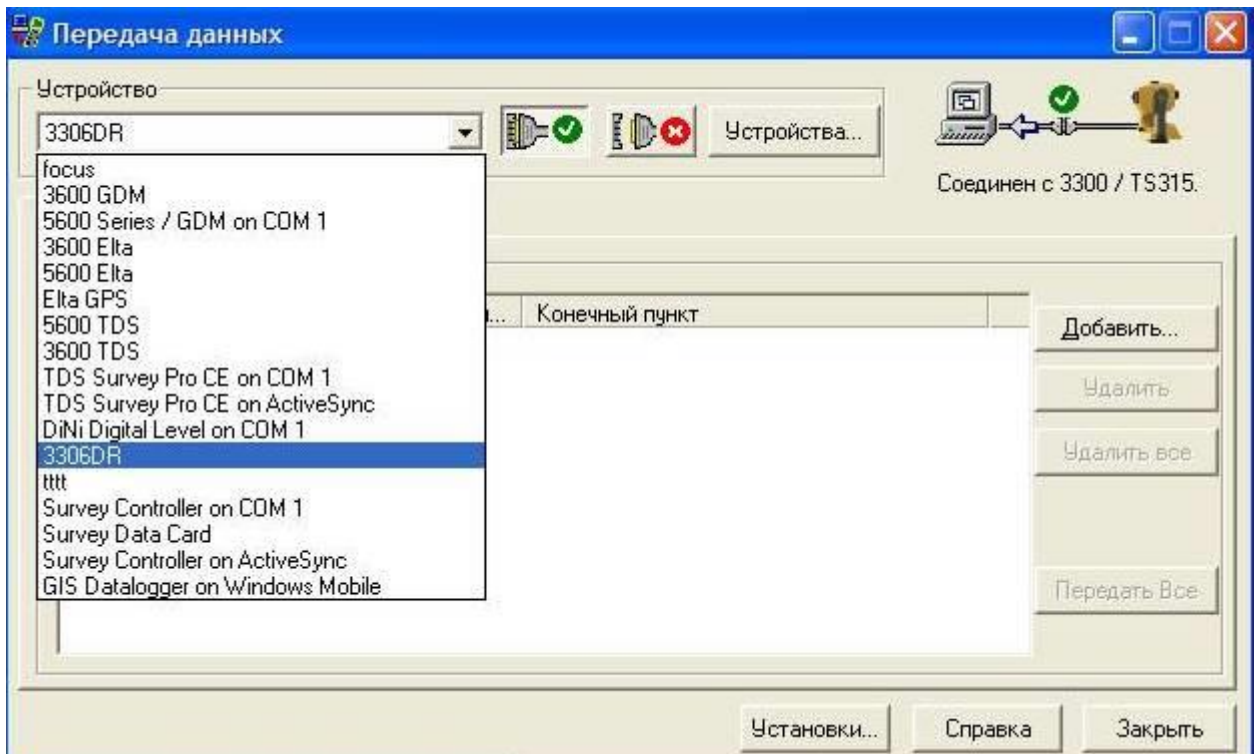 Передача данных
Устройство
3306DR
Устройства...
Соединен с 3300 / TS315.
focus
3600 GDM
5600 Series / GDM on COM 1
3600 Elta
5600 Elta
Elta GPS
5600 TDS
3600 TDS
TDS Survey Pro CE on COM 1
TDS Survey Pro CE on ActiveSync
DiNi Digital Level on COM 1
3306DR
tttt
Survey Controller on COM 1
Survey Data Card
Survey Controller on ActiveSync
GIS Datalogger on Windows Mobile
... Конечный пункт
Добавить...
Удалить
Удалить все
Передать Все
Установки...
Справка
Закрыть